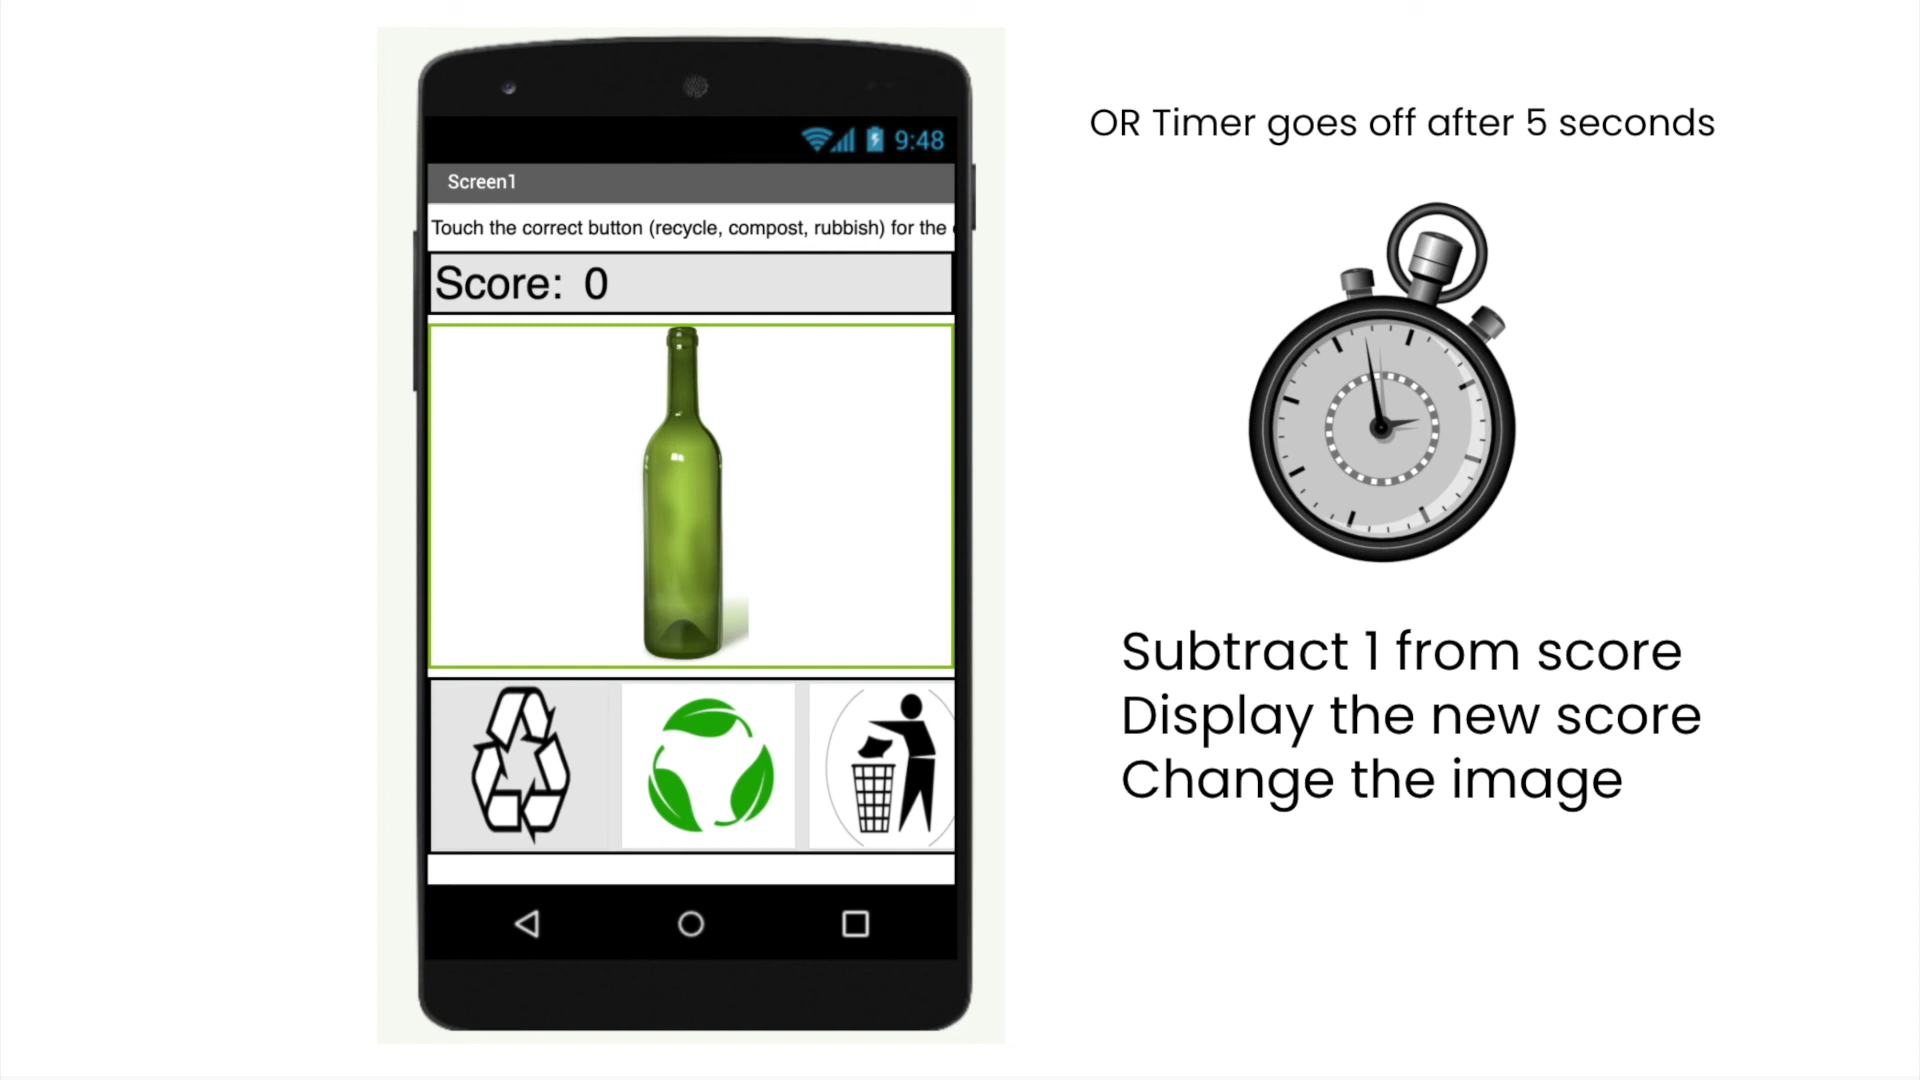 9:48
Screen1
Touch the correct button (recycle, compost, rubbish) for the
Score: 0
OR Timer goes off after 5 seconds
Subtract 1 from score
Display the new score
Change the image